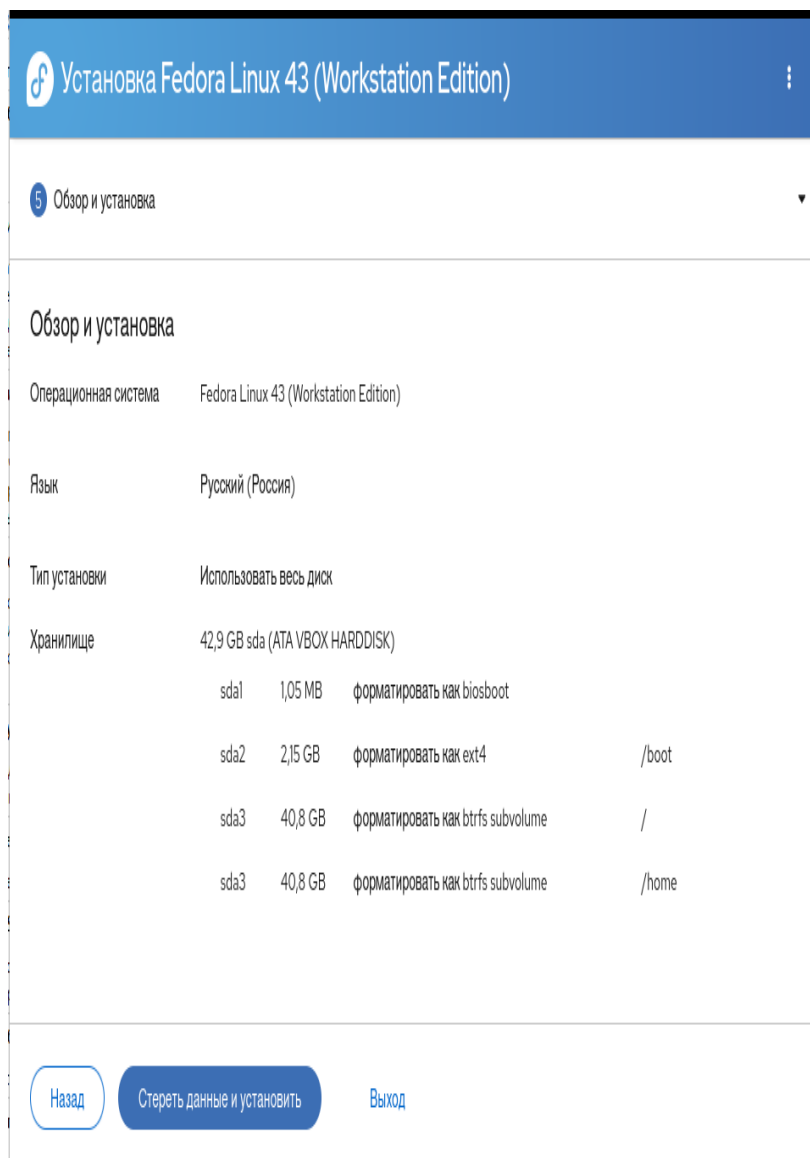 Установка Fedora Linux 43 (Workstation Edition)
5 Обзор и установка
Обзор и установка
Операционная система Fedora Linux 43 (Workstation Edition)
Язык Русский (Россия)
Тип установки Использовать весь диск
Хранилище 42,9 GB sda (ATA VBOX HARDDISK)
sda1 1,05 MB форматировать как biosboot
sda2 2,15 GB форматировать как ext4 /boot
sda3 40,8 GB форматировать как btrfs subvolume /
sda3 40,8 GB форматировать как btrfs subvolume /home
Назад Стереть данные и установить Выход